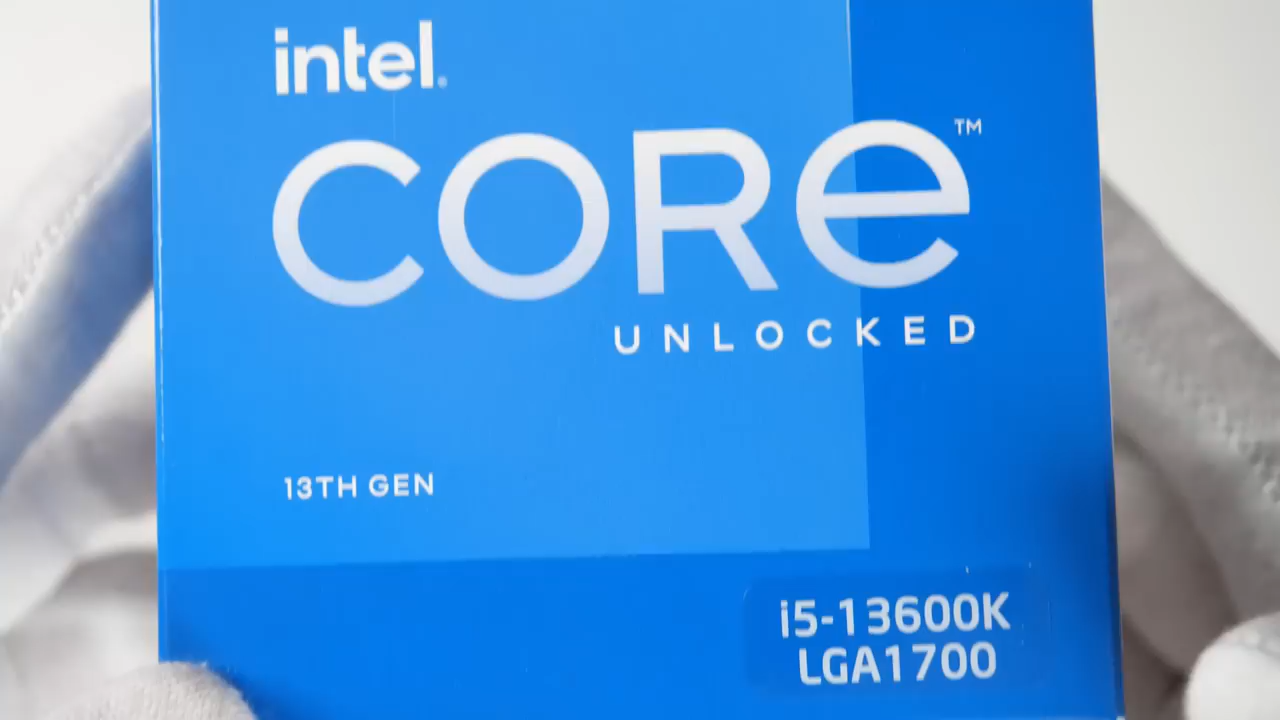 intel.
CORe™
UNLOCKED
13TH GEN
i5-13600K
LGA1700